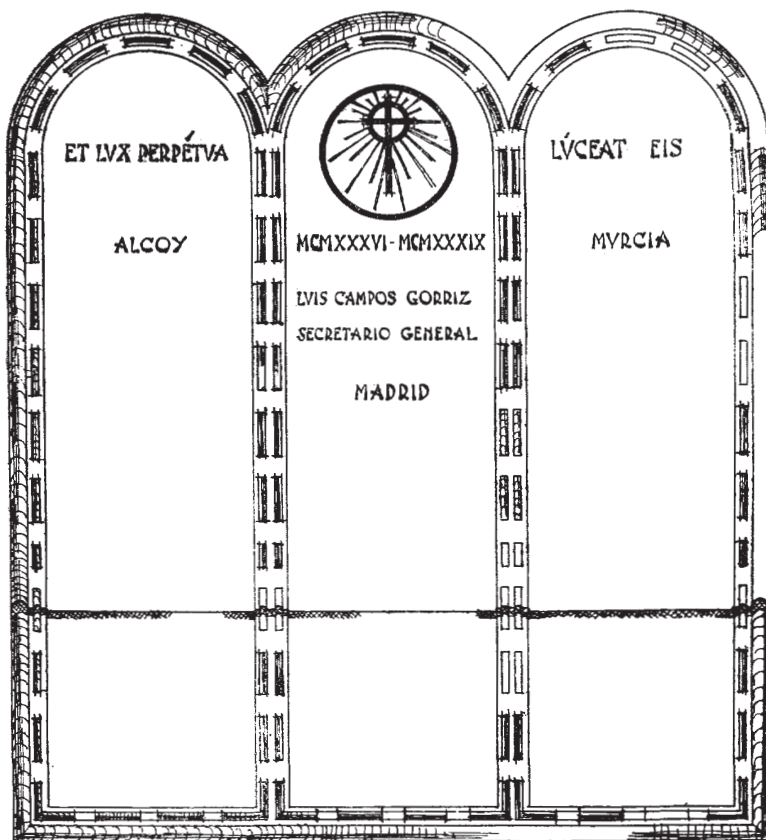 ET LVX PERPÉTVA
ALCOY
MCMXXXVI - MCMXXXIX
LVIS CAMPOS GORRIZ
SECRETARIO GENERAL
MADRID
LÚCEAT EIS
MVRCIA